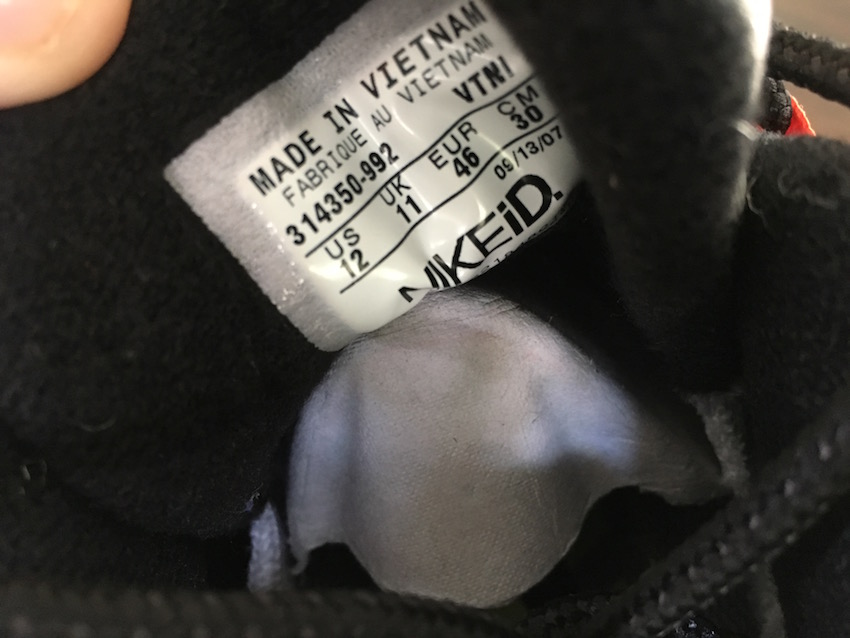 MADE IN VIETNAM
FABRIQUE AU VIETNAM
314350-992 VTN1
US UK EUR CM
12 11 46 30
09/13/07
NIKEiD.